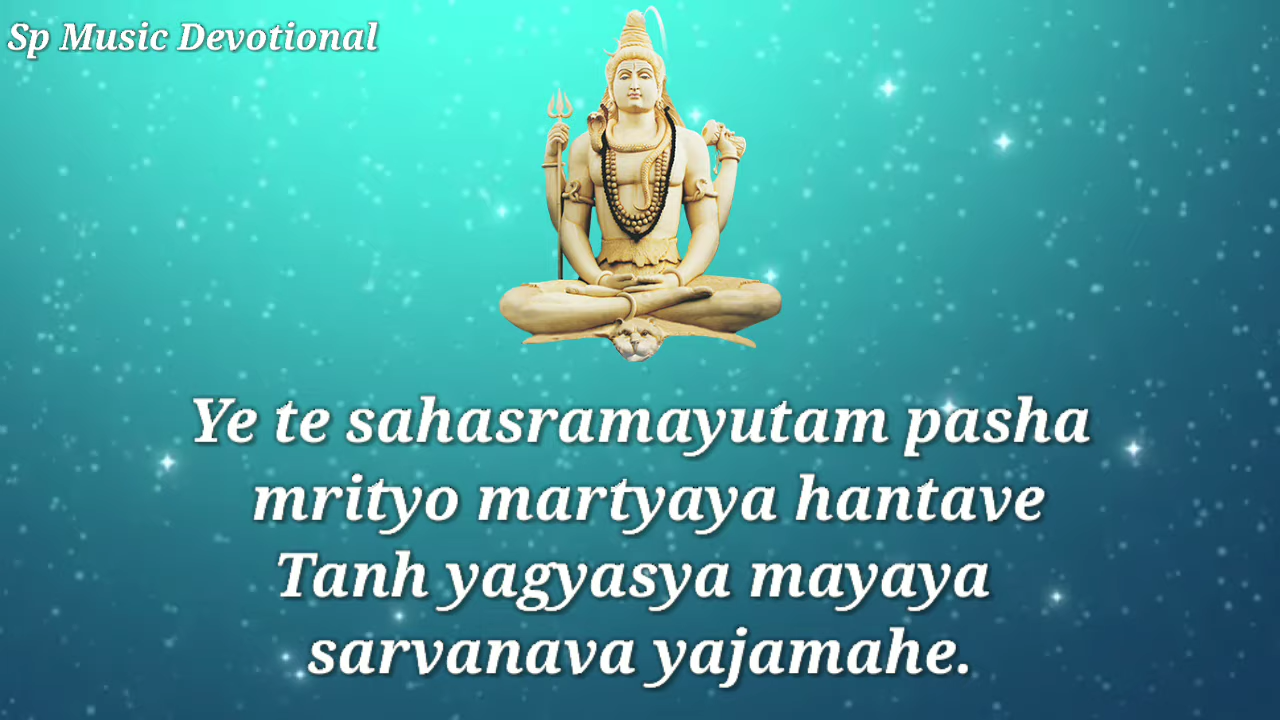 Sp Music Devotional
Ye te sahasramayutam pasha
mrityo martyaya hantave
Tanh yagyasya mayaya
sarvanava yajamahe.